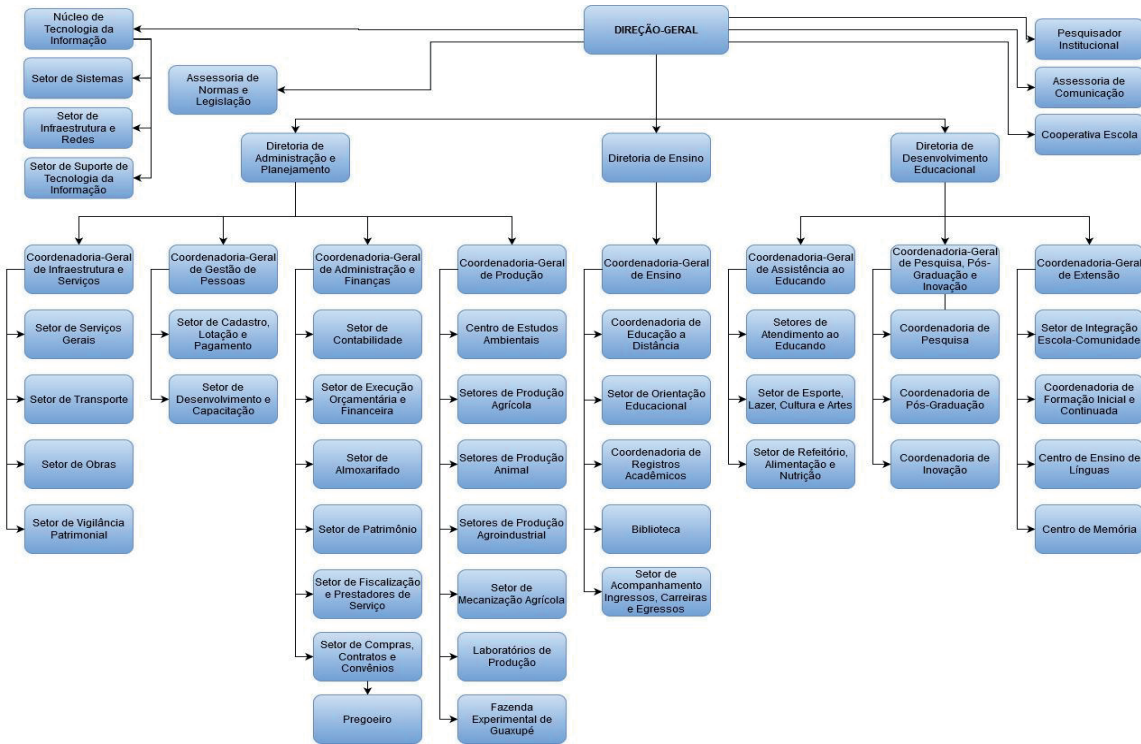 Núcleo de
Tecnologia da
Informação
DIREÇÃO-GERAL
Pesquisador
Institucional
Setor de Sistemas
Assessoria de
Normas e
Legislação
Assessoria de
Comunicação
Setor de
Infraestrutura e
Redes
Cooperativa Escola
Setor de Suporte de
Tecnologia da
Informação
Diretoria de
Administração e
Planejamento
Diretoria de Ensino
Diretoria de
Desenvolvimento
Educacional
Coordenadoria-Geral
de Infraestrutura e
Serviços
Coordenadoria-Geral
de Gestão de
Pessoas
Coordenadoria-Geral
de Administração e
Finanças
Coordenadoria-Geral
de Produção
Coordenadoria-Geral
de Ensino
Coordenadoria-Geral
de Assistência ao
Educando
Coordenadoria-Geral
de Pesquisa, Pós-
Graduação e
Inovação
Coordenadoria-Geral
de Extensão
Setor de Serviços
Gerais
Setor de Cadastro,
Lotação e
Pagamento
Setor de
Contabilidade
Centro de Estudos
Ambientais
Coordenadoria de
Educação a
Distância
Setores de
Atendimento ao
Educando
Coordenadoria de
Pesquisa
Setor de Integração
Escola-Comunidade
Setor de Transporte
Setor de
Desenvolvimento e
Capacitação
Setor de Execução
Orçamentária e
Financeira
Setores de Produção
Agrícola
Setor de Orientação
Educacional
Setor de Esporte,
Lazer, Cultura e Artes
Coordenadoria de
Pós-Graduação
Coordenadoria de
Formação Inicial e
Continuada
Setor de Obras
Setor de
Almoxarifado
Setores de Produção
Animal
Coordenadoria de
Registros
Acadêmicos
Setor de Refeitório,
Alimentação e
Nutrição
Coordenadoria de
Inovação
Centro de Ensino de
Línguas
Setor de Vigilância
Patrimonial
Setor de Patrimônio
Setores de Produção
Agroindustrial
Biblioteca
Centro de Memória
Setor de Fiscalização
e Prestadores de
Serviço
Setor de
Mecanização Agrícola
Setor de
Acompanhamento
Ingressos, Carreiras
e Egressos
Setor de Compras,
Contratos e
Convênios
Laboratórios de
Produção
Pregoeiro
Fazenda
Experimental de
Guaxupé